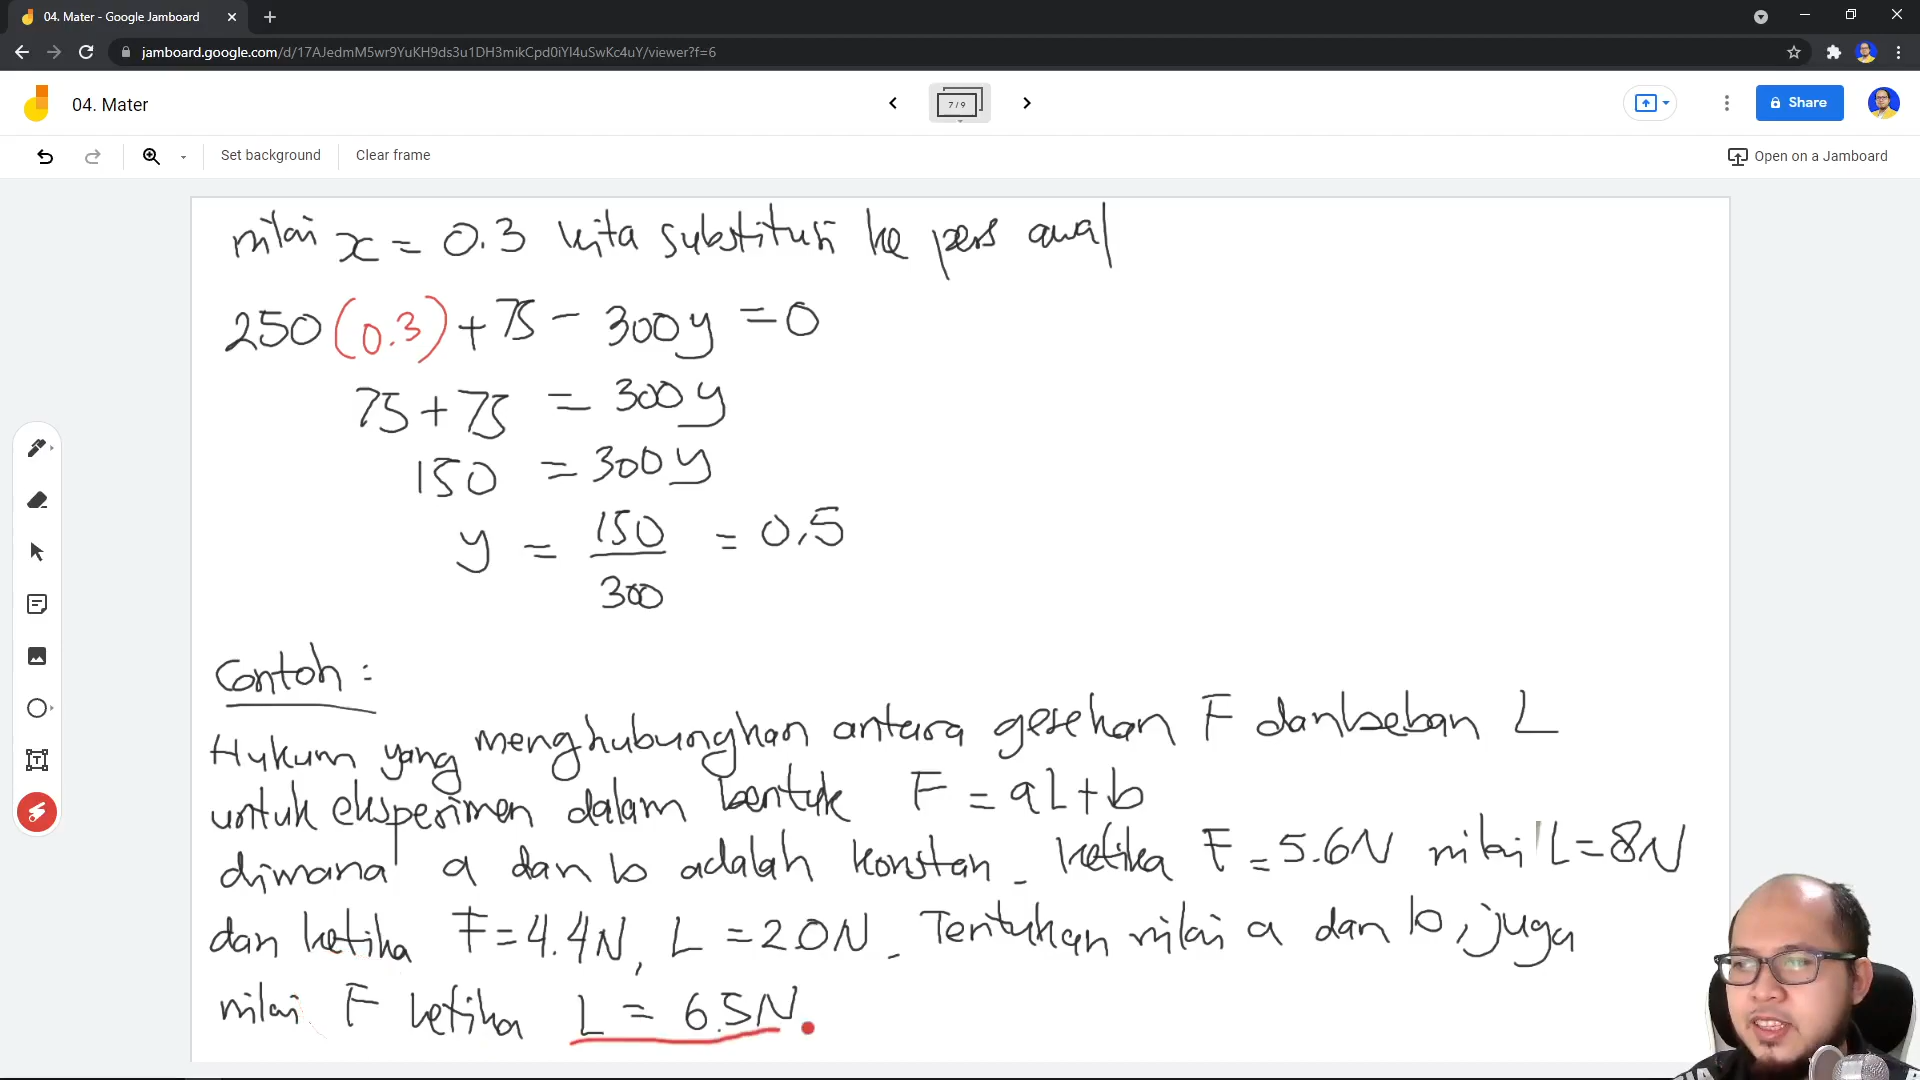 04. Mater - Google Jamboard
jamboard.google.com/d/17AJedmM5wr9YuKH9ds3u1DH3mikCpd0iYI4uSwKc4uY/viewer?f=6
04. Mater
7 / 9
Share
Set background
Clear frame
Open on a Jamboard
nilai x = 0.3 kita substitusi ke pers awal
250 (0.3) + 75 - 300y = 0
75 + 75 = 300y
150 = 300y
y = 150/300 = 0,5
Contoh :
Hukum yang menghubungkan antara gesekan F dan beban L
untuk eksperimen dalam bentuk F = aL + b
dimana a dan b adalah konstan. ketika F = 5.6N nilai L = 8N
dan ketika F = 4.4N, L = 2.0N. Tentukan nilai a dan b, juga
nilai F ketika L = 6.5N.